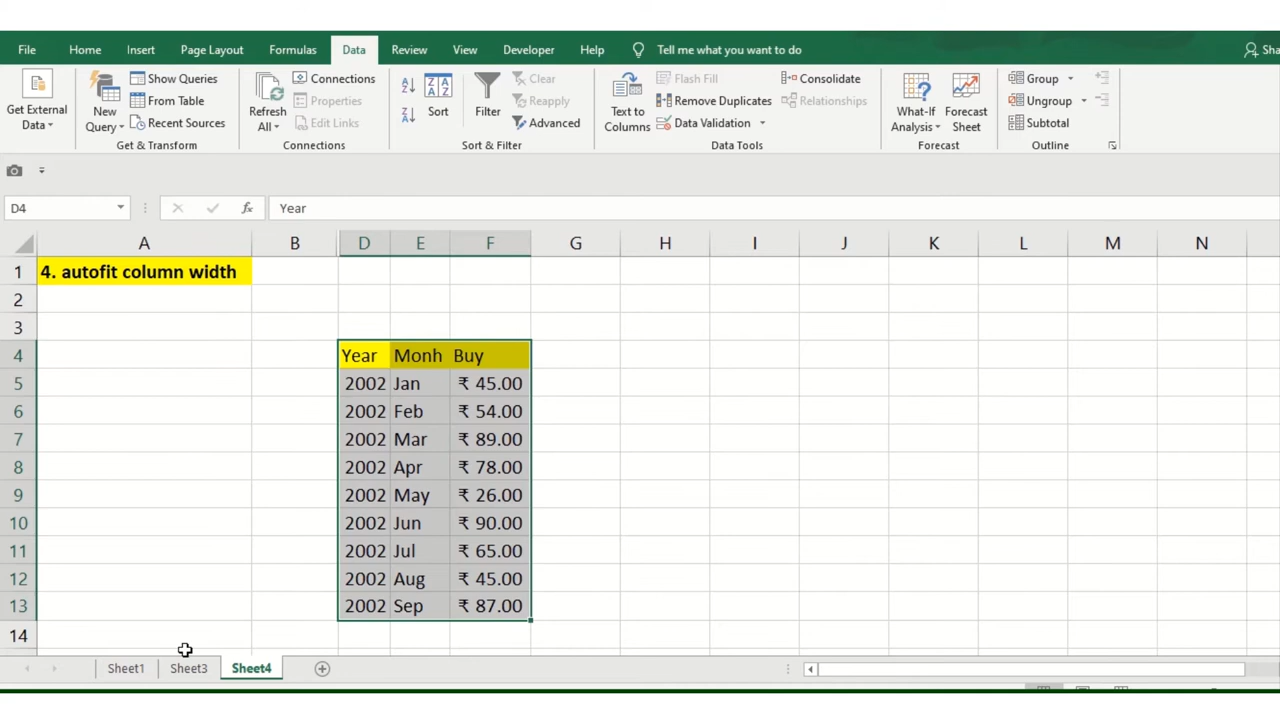 File Home Insert Page Layout Formulas Data Review View Developer Help Tell me what you want to do
Get External Data
New Query
Show Queries
From Table
Recent Sources
Get & Transform
Refresh All
Connections
Properties
Edit Links
Connections
Sort
Filter
Clear
Reapply
Advanced
Sort & Filter
Text to Columns
Flash Fill
Remove Duplicates
Data Validation
Consolidate
Relationships
Data Tools
What-If Analysis
Forecast Sheet
Forecast
Group
Ungroup
Subtotal
Outline
D4 fx Year
A B D E F G H I J K L M N
1 4. autofit column width
2
3
4 Year Monh Buy
5 2002 Jan ₹ 45.00
6 2002 Feb ₹ 54.00
7 2002 Mar ₹ 89.00
8 2002 Apr ₹ 78.00
9 2002 May ₹ 26.00
10 2002 Jun ₹ 90.00
11 2002 Jul ₹ 65.00
12 2002 Aug ₹ 45.00
13 2002 Sep ₹ 87.00
14
Sheet1 Sheet3 Sheet4